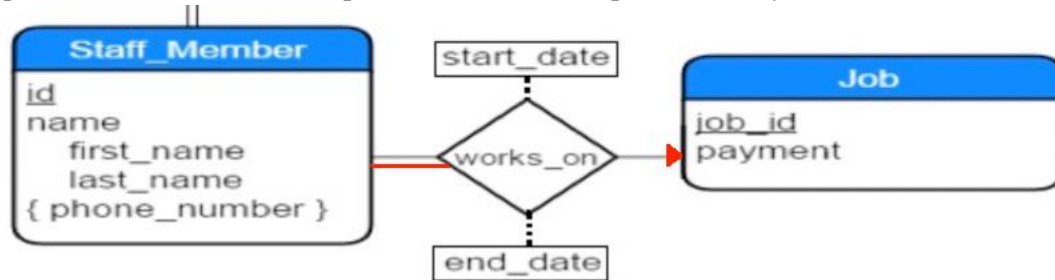 Staff_Member
id
name
first_name
last_name
{ phone_number }
start_date
works_on
end_date
Job
job_id
payment